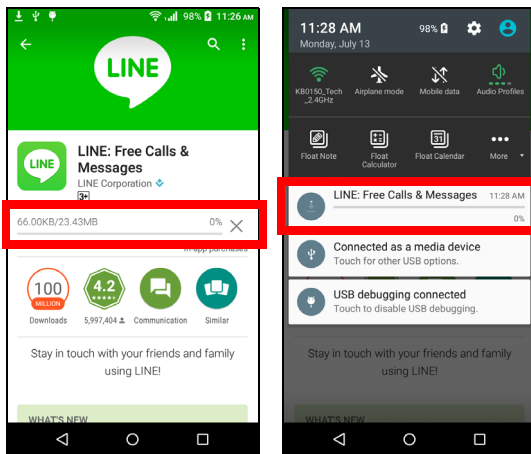 98% 11:26 AM
LINE
LINE
LINE: Free Calls &
Messages
LINE Corporation
3+
66.00KB/23.43MB 0%
In-app purchases
100
MILLION
4.2
Downloads 5,997,404 Communication Similar
Stay in touch with your friends and family
using LINE!
WHAT'S NEW
11:28 AM 98%
Monday, July 13
KB0150_Tech
_2.4GHz
Airplane mode Mobile data Audio Profiles
31
Float Note Float
Calculator
Float Calendar More
LINE: Free Calls & Messages 11:28 AM
0%
Connected as a media device
Touch for other USB options.
USB debugging connected
Touch to disable USB debugging.
Stay in touch with your friends and family
using LINE!
WHAT'S NEW